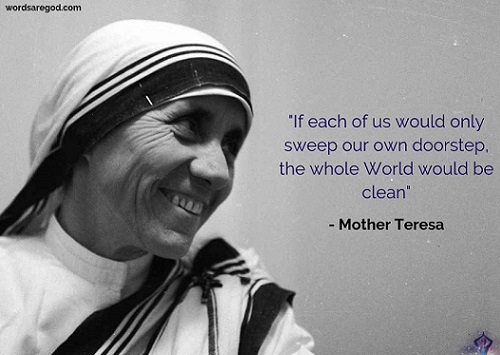 wordsaregod.com
"If each of us would only
sweep our own doorstep,
the whole World would be
clean"
- Mother Teresa